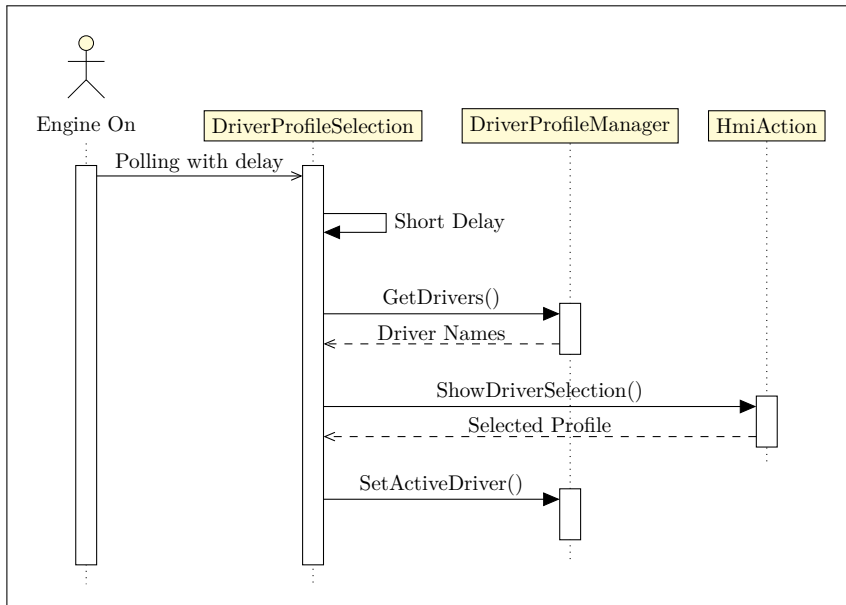 Engine On
DriverProfileSelection
DriverProfileManager
HmiAction
Polling with delay
Short Delay
GetDrivers()
Driver Names
ShowDriverSelection()
Selected Profile
SetActiveDriver()